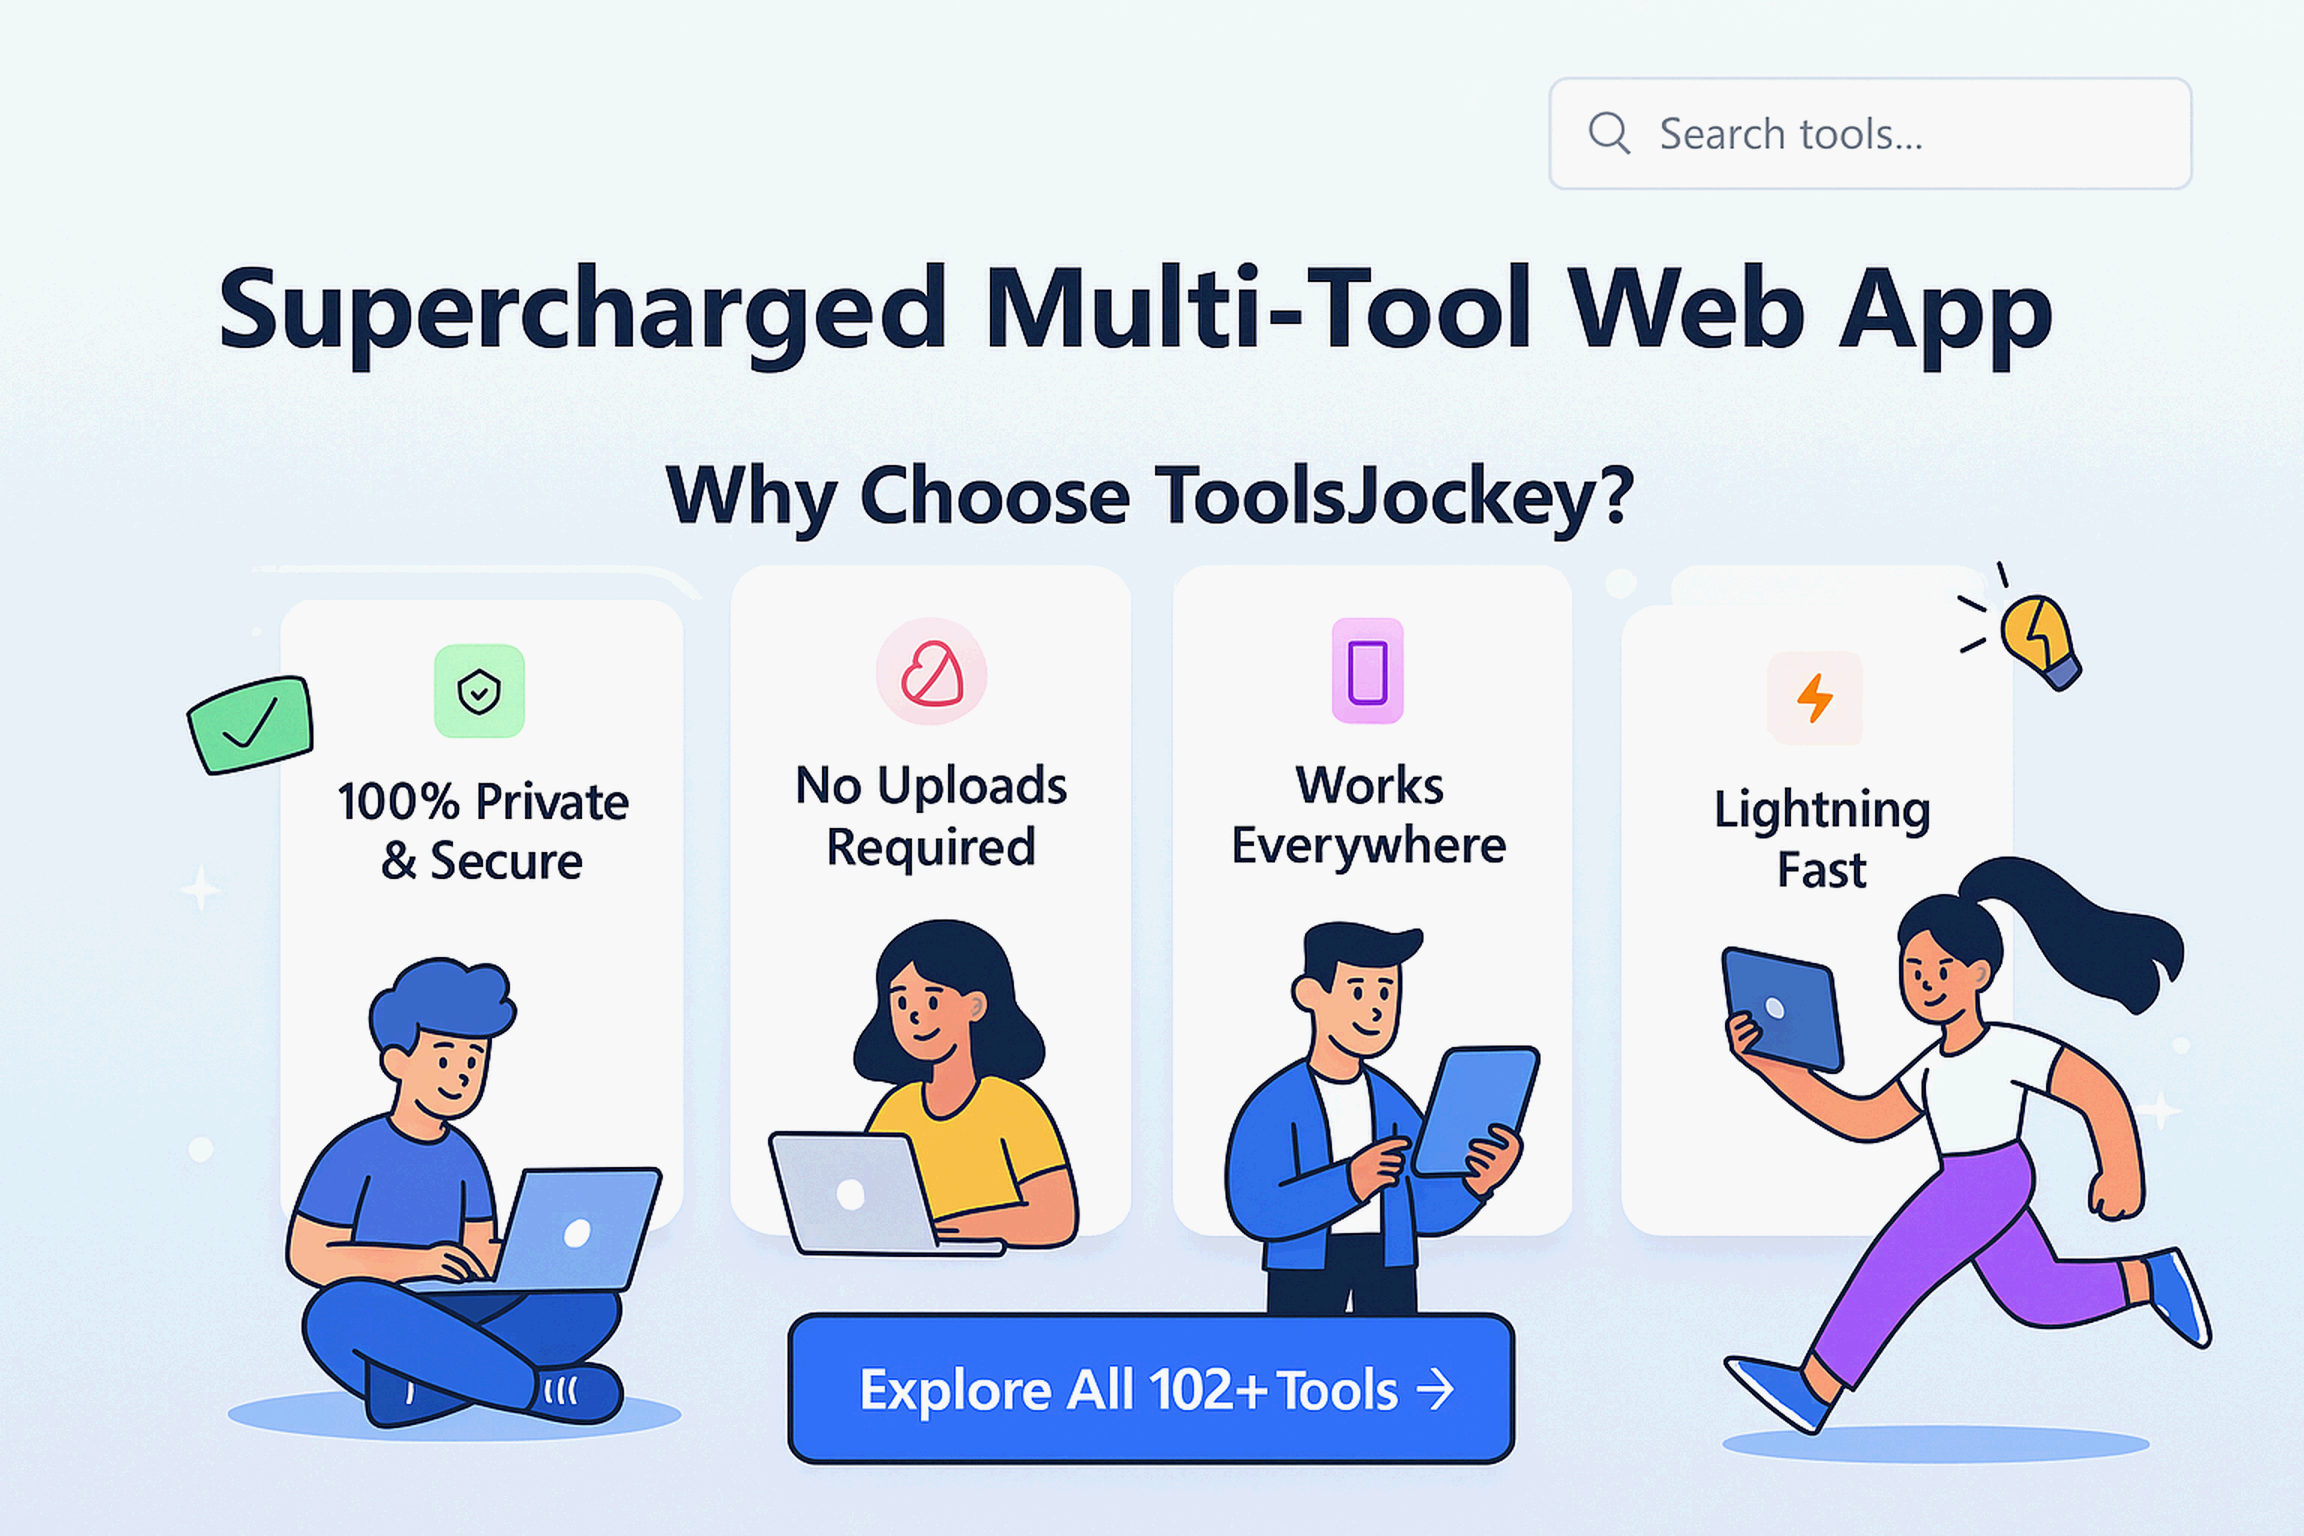 Search tools...
Supercharged Multi-Tool Web App
Why Choose ToolsJockey?
100% Private
& Secure
No Uploads
Required
Works
Everywhere
Lightning
Fast
Explore All 102+ Tools →